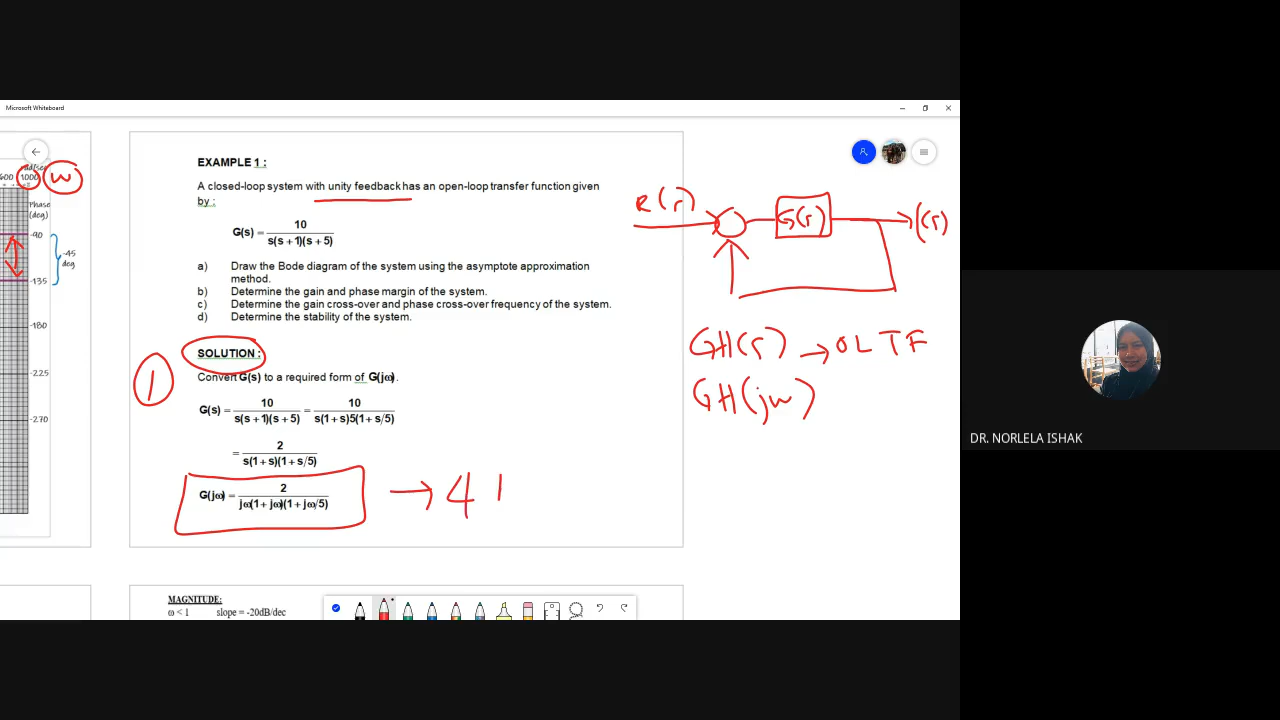 Microsoft Whiteboard
rad/sec
600 1000
W
Phase
(deg)
-90
-45
deg
-135
-180
-225
-270
EXAMPLE 1 :
A closed-loop system with unity feedback has an open-loop transfer function given
by :
G(s) = 10 / s(s + 1)(s + 5)
a) Draw the Bode diagram of the system using the asymptote approximation
method.
b) Determine the gain and phase margin of the system.
c) Determine the gain cross-over and phase cross-over frequency of the system.
d) Determine the stability of the system.
1
SOLUTION :
Convert G(s) to a required form of G(jω).
G(s) = 10 / s(s + 1)(s + 5) = 10 / s(1 + s)5(1 + s/5)
= 2 / s(1 + s)(1 + s/5)
G(jω) = 2 / jω(1 + jω)(1 + jω/5)
→ 4 1
R(s)
G(s)
C(s)
GH(s) → OLTF
GH(jw)
MAGNITUDE:
ω < 1 slope = -20dB/dec
DR. NORLELA ISHAK